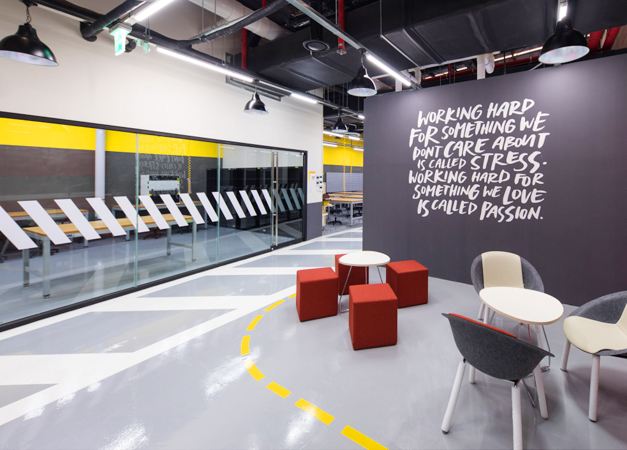 WORKING HARD
FOR SOMETHING WE
DONT CARE ABOUT
IS CALLED STRESS.
WORKING HARD FOR
SOMETHING WE LOVE
IS CALLED PASSION.